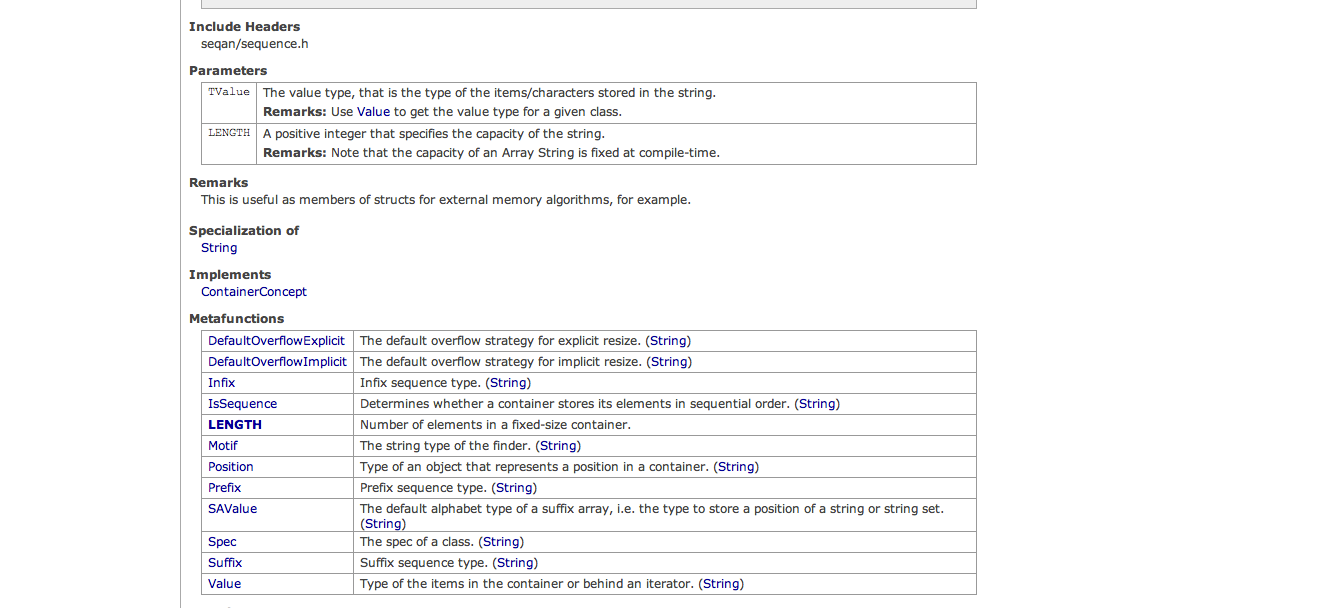 Include Headers
seqan/sequence.h
Parameters
TValue The value type, that is the type of the items/characters stored in the string.
Remarks: Use Value to get the value type for a given class.
LENGTH A positive integer that specifies the capacity of the string.
Remarks: Note that the capacity of an Array String is fixed at compile-time.
Remarks
This is useful as members of structs for external memory algorithms, for example.
Specialization of
String
Implements
ContainerConcept
Metafunctions
DefaultOverflowExplicit The default overflow strategy for explicit resize. (String)
DefaultOverflowImplicit The default overflow strategy for implicit resize. (String)
Infix Infix sequence type. (String)
IsSequence Determines whether a container stores its elements in sequential order. (String)
LENGTH Number of elements in a fixed-size container.
Motif The string type of the finder. (String)
Position Type of an object that represents a position in a container. (String)
Prefix Prefix sequence type. (String)
SAValue The default alphabet type of a suffix array, i.e. the type to store a position of a string or string set.
(String)
Spec The spec of a class. (String)
Suffix Suffix sequence type. (String)
Value Type of the items in the container or behind an iterator. (String)